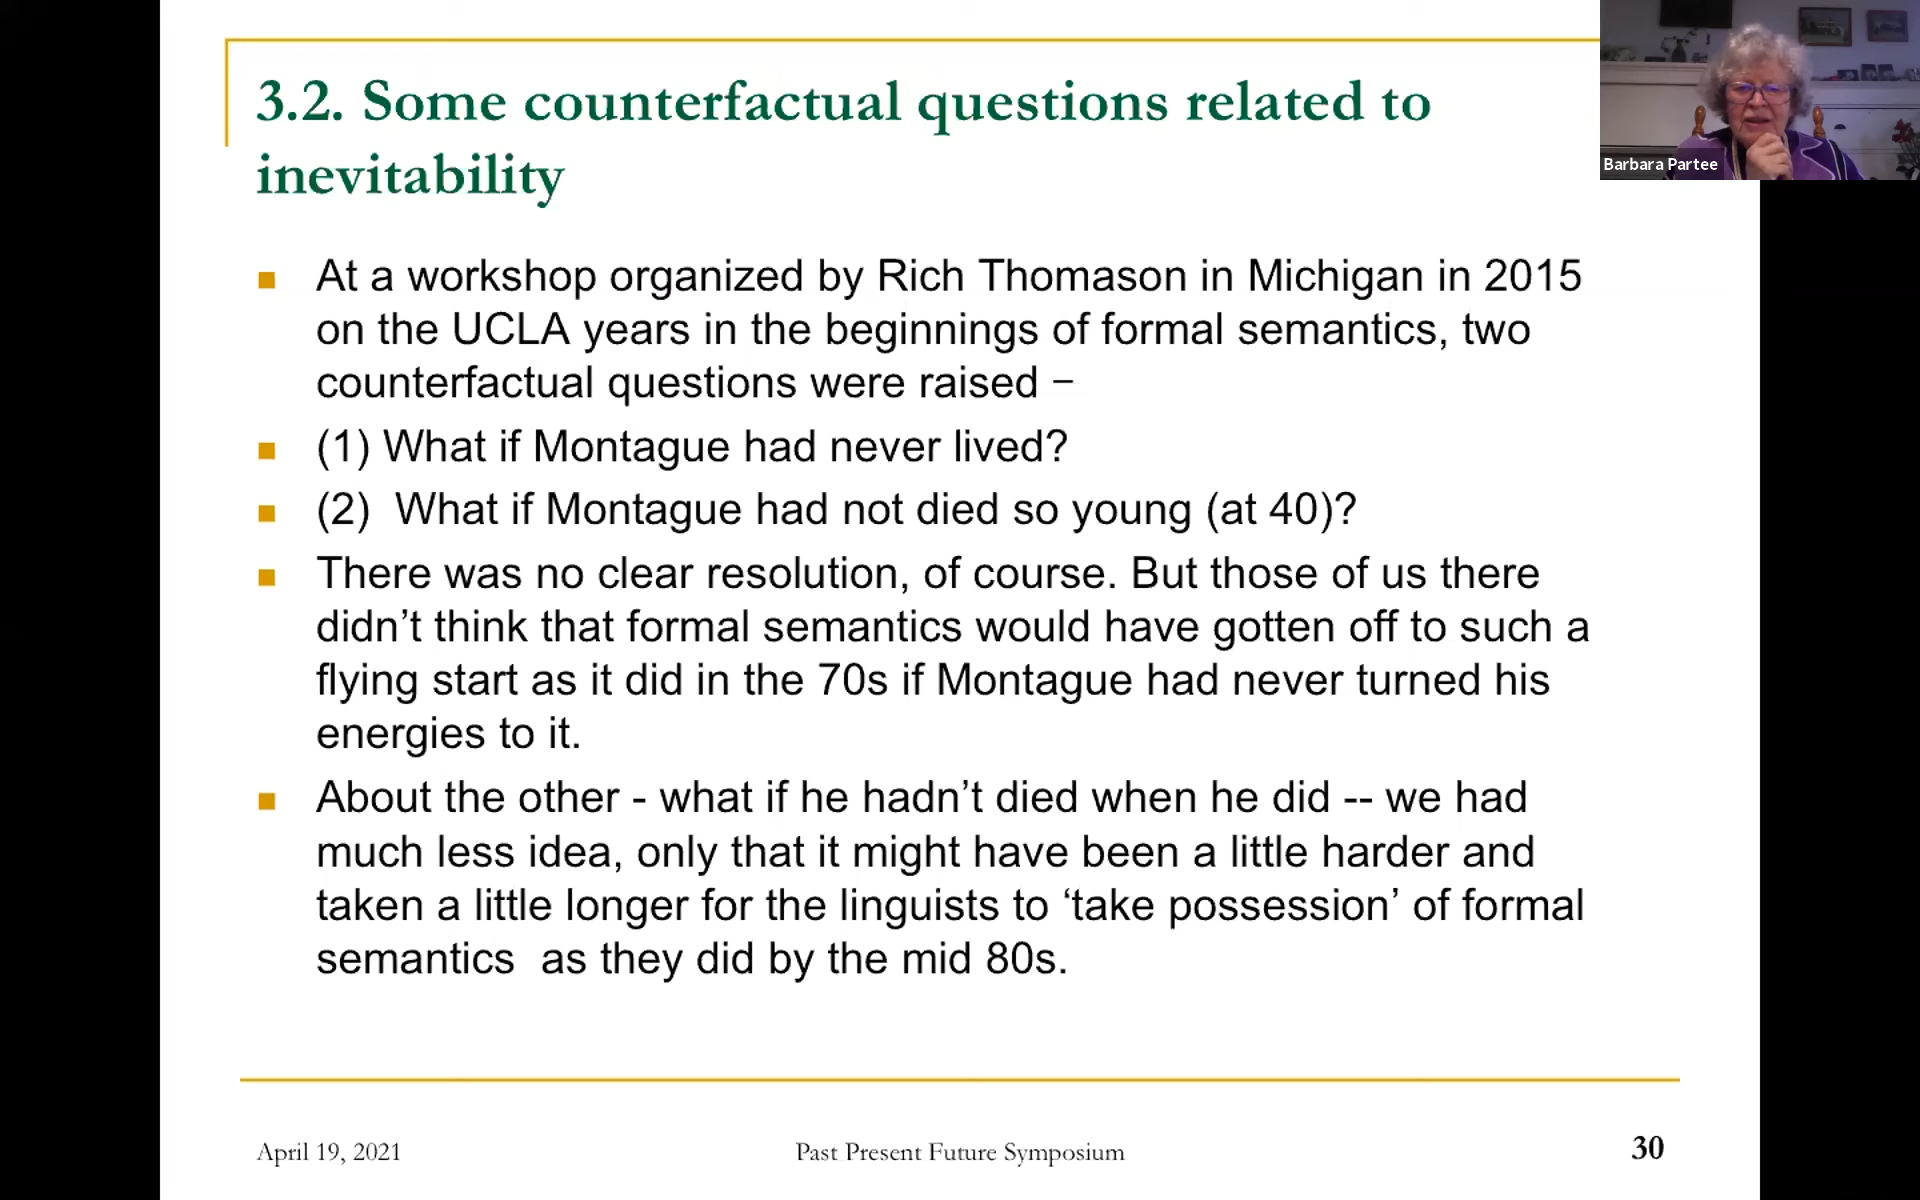 3.2. Some counterfactual questions related to
inevitability
Barbara Partee
At a workshop organized by Rich Thomason in Michigan in 2015
on the UCLA years in the beginnings of formal semantics, two
counterfactual questions were raised −
(1) What if Montague had never lived?
(2)  What if Montague had not died so young (at 40)?
There was no clear resolution, of course. But those of us there
didn’t think that formal semantics would have gotten off to such a
flying start as it did in the 70s if Montague had never turned his
energies to it.
About the other - what if he hadn’t died when he did -- we had
much less idea, only that it might have been a little harder and
taken a little longer for the linguists to ‘take possession’ of formal
semantics  as they did by the mid 80s.
April 19, 2021
Past Present Future Symposium
30